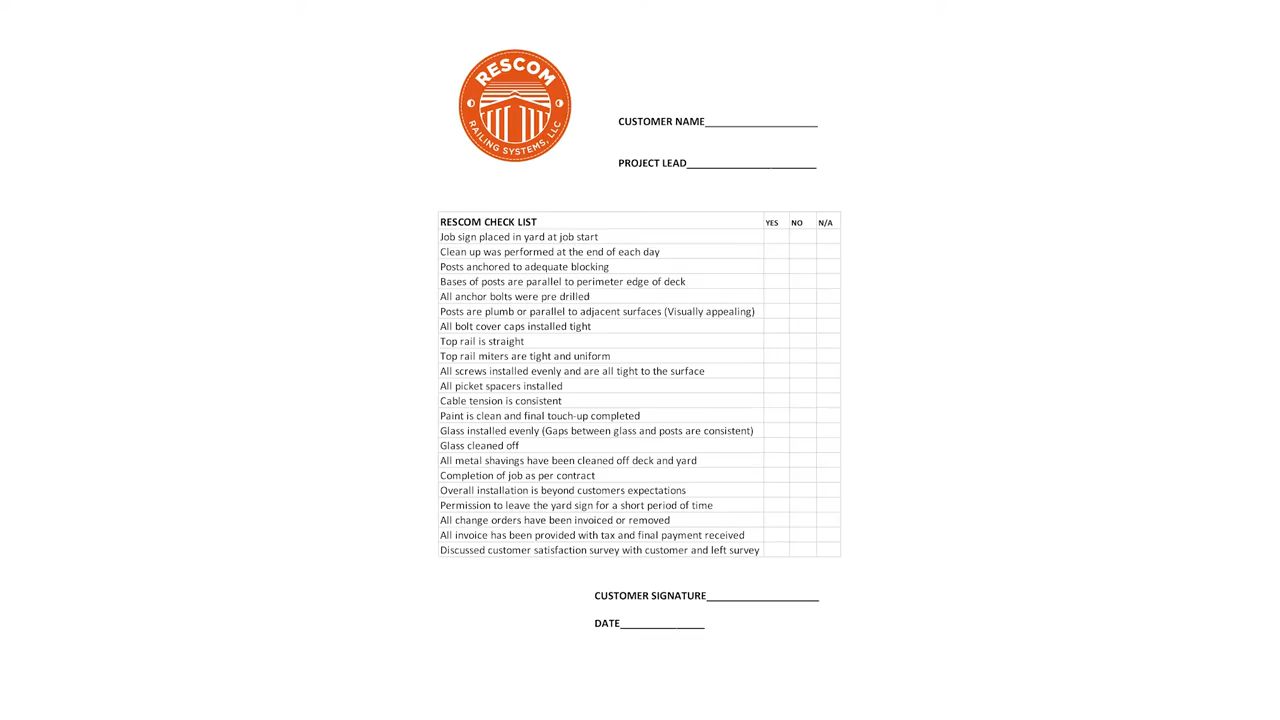 RESCOM
RAILING SYSTEMS, LLC
CUSTOMER NAME____________________
PROJECT LEAD_______________________
RESCOM CHECK LIST YES NO N/A
Job sign placed in yard at job start
Clean up was performed at the end of each day
Posts anchored to adequate blocking
Bases of posts are parallel to perimeter edge of deck
All anchor bolts were pre drilled
Posts are plumb or parallel to adjacent surfaces (Visually appealing)
All bolt cover caps installed tight
Top rail is straight
Top rail miters are tight and uniform
All screws installed evenly and are all tight to the surface
All picket spacers installed
Cable tension is consistent
Paint is clean and final touch-up completed
Glass installed evenly (Gaps between glass and posts are consistent)
Glass cleaned off
All metal shavings have been cleaned off deck and yard
Completion of job as per contract
Overall installation is beyond customers expectations
Permission to leave the yard sign for a short period of time
All change orders have been invoiced or removed
All invoice has been provided with tax and final payment received
Discussed customer satisfaction survey with customer and left survey
CUSTOMER SIGNATURE____________________
DATE_______________